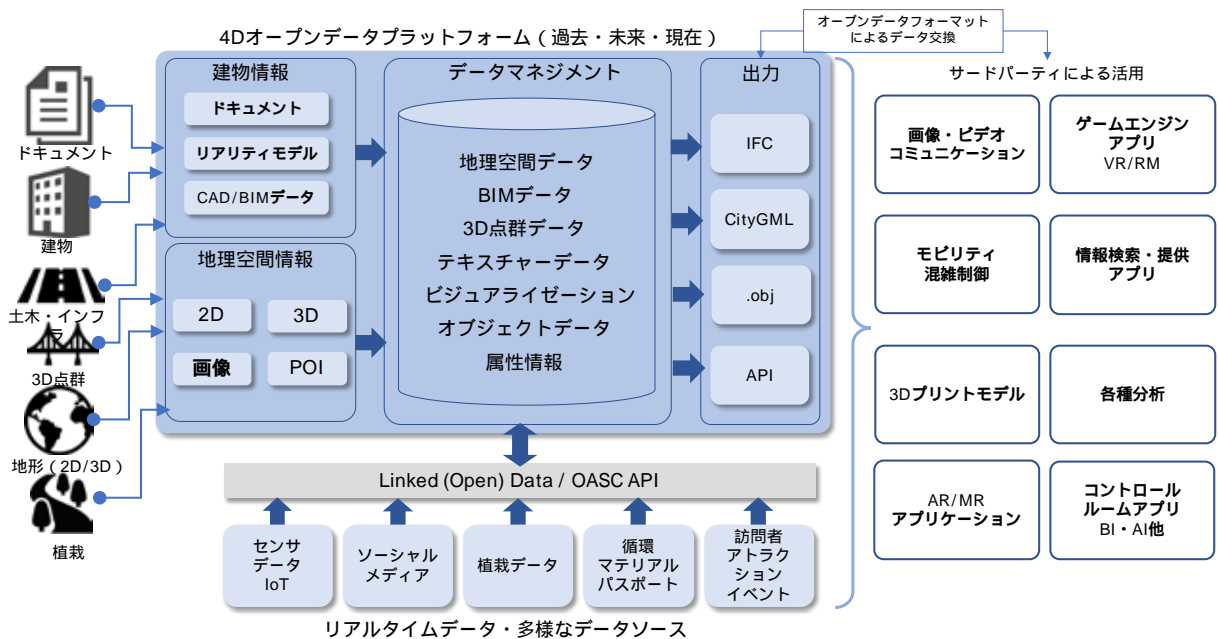 4Dオープンデータプラットフォーム（過去・未来・現在）
オープンデータフォーマット
によるデータ交換
ドキュメント
建物
土木・インフ
ラ
3D点群
地形（2D/3D）
植栽
建物情報
ドキュメント
リアリティモデル
CAD/BIMデータ
地理空間情報
2D
3D
画像
POI
データマネジメント
地理空間データ
BIMデータ
3D点群データ
テキスチャーデータ
ビジュアライゼーション
オブジェクトデータ
属性情報
出力
IFC
CityGML
.obj
API
サードパーティによる活用
画像・ビデオ
コミュニケーション
ゲームエンジン
アプリ
VR/RM
モビリティ
混雑制御
情報検索・提供
アプリ
3Dプリントモデル
各種分析
AR/MR
アプリケーション
コントロール
ルームアプリ
BI・AI他
Linked (Open) Data / OASC API
センサ
データ
IoT
ソーシャル
メディア
植栽データ
循環
マテリアル
パスポート
訪問者
アトラク
ション
イベント
リアルタイムデータ・多様なデータソース